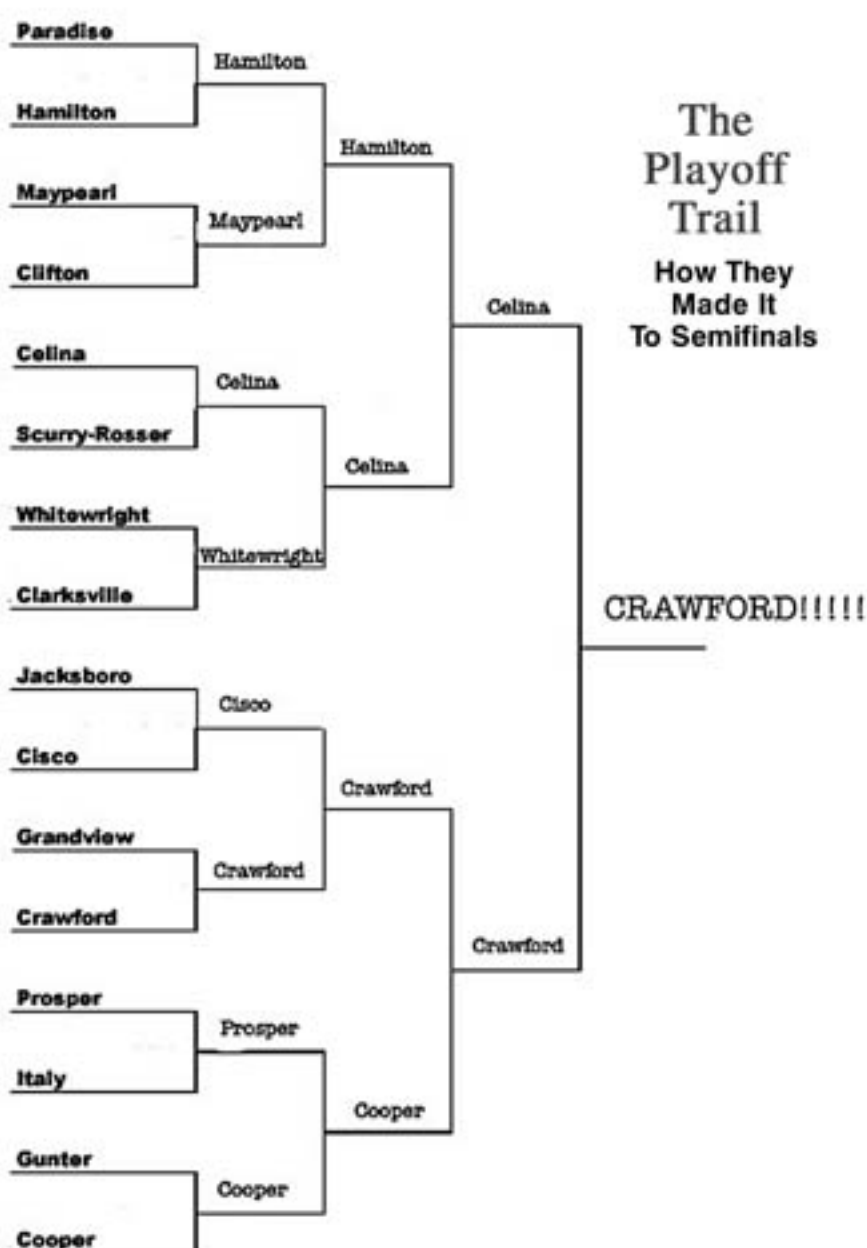 Paradise
Hamilton
Hamilton
Hamilton
Maypearl
Maypearl
Clifton
Celina
Celina
Celina
Scurry-Rosser
Celina
Whitewright
Whitewright
Clarksville
CRAWFORD!!!!!
Jacksboro
Cisco
Cisco
Crawford
Grandview
Crawford
Crawford
Crawford
Prosper
Prosper
Italy
Cooper
Gunter
Cooper
Cooper
The
Playoff
Trail
How They
Made It
To Semifinals